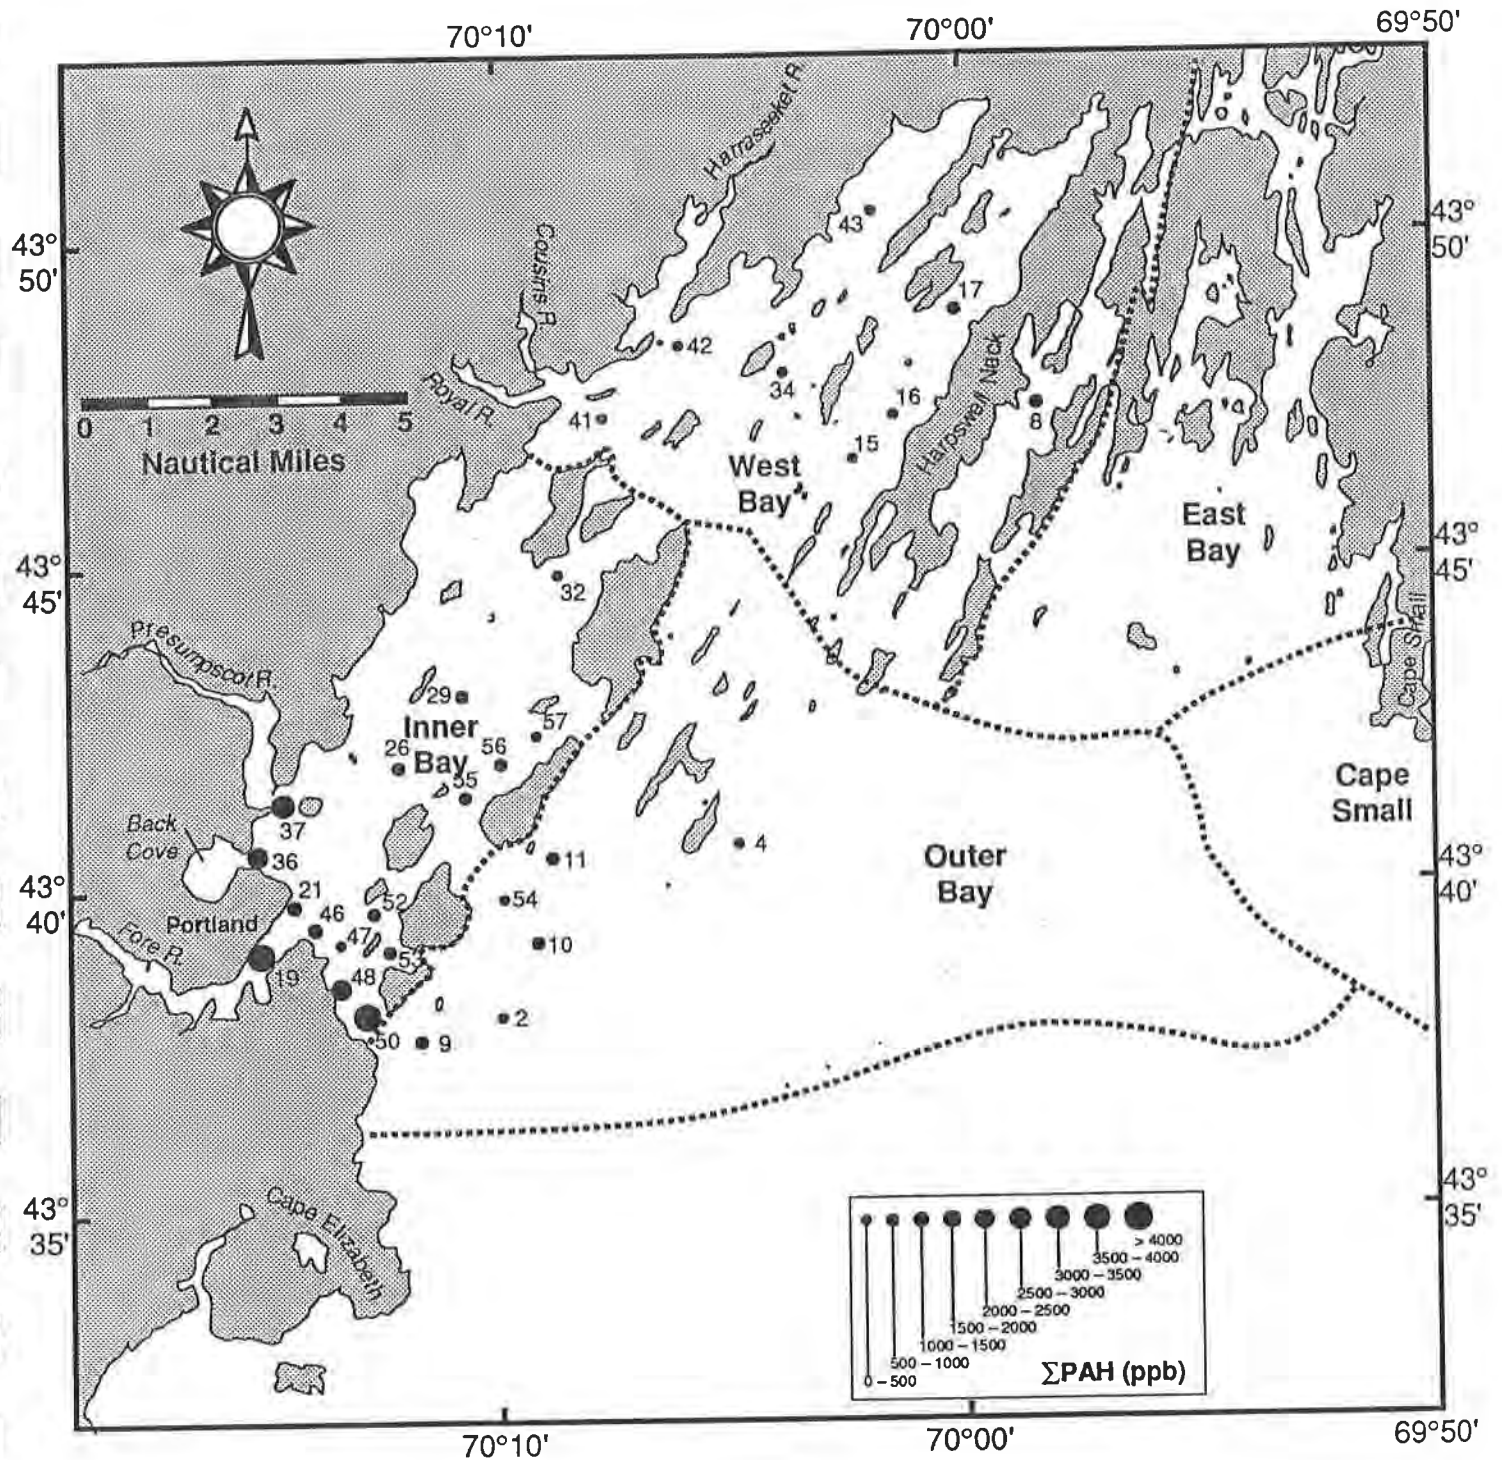 70°10'
70°00'
69°50'
Harraseeket R.
43°
50'
43°
50'
Cousins R.
43
17
42
34
16
Harpswell Neck
8
Royal R.
41
15
0 1 2 3 4 5
Nautical Miles
West
Bay
East
Bay
43°
45'
43°
45'
32
Presumpscot R.
Cape Small
29
Inner
Bay
57
26
56
55
Cape
Small
37
Back
Cove
36
11
4
Outer
Bay
43°
40'
43°
40'
21
46
52
54
Portland
47
53
10
Fore R.
19
48
50
9
2
43°
35'
43°
35'
Cape Elizabeth
> 4000
3500 – 4000
3000 – 3500
2500 – 3000
2000 – 2500
1500 – 2000
1000 – 1500
500 – 1000
0 – 500
ΣPAH (ppb)
70°10'
70°00'
69°50'